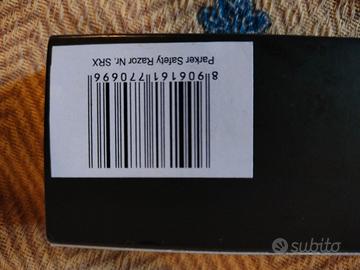 Parker Safety Razor Nr. SRX
8 906161 770696
subito